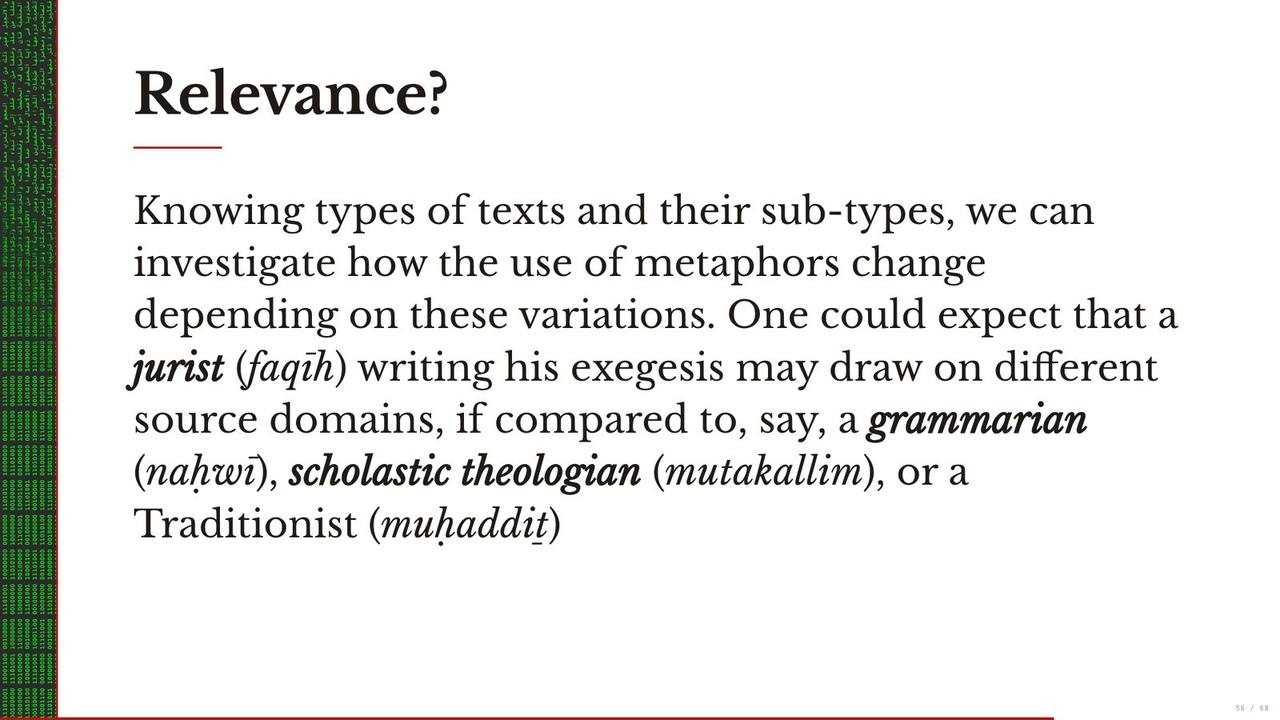 Relevance?
Knowing types of texts and their sub-types, we can
investigate how the use of metaphors change
depending on these variations. One could expect that a
jurist (faqīh) writing his exegesis may draw on different
source domains, if compared to, say, a grammarian
(naḥwī), scholastic theologian (mutakallim), or a
Traditionist (muḥaddiṯ)
56 / 68